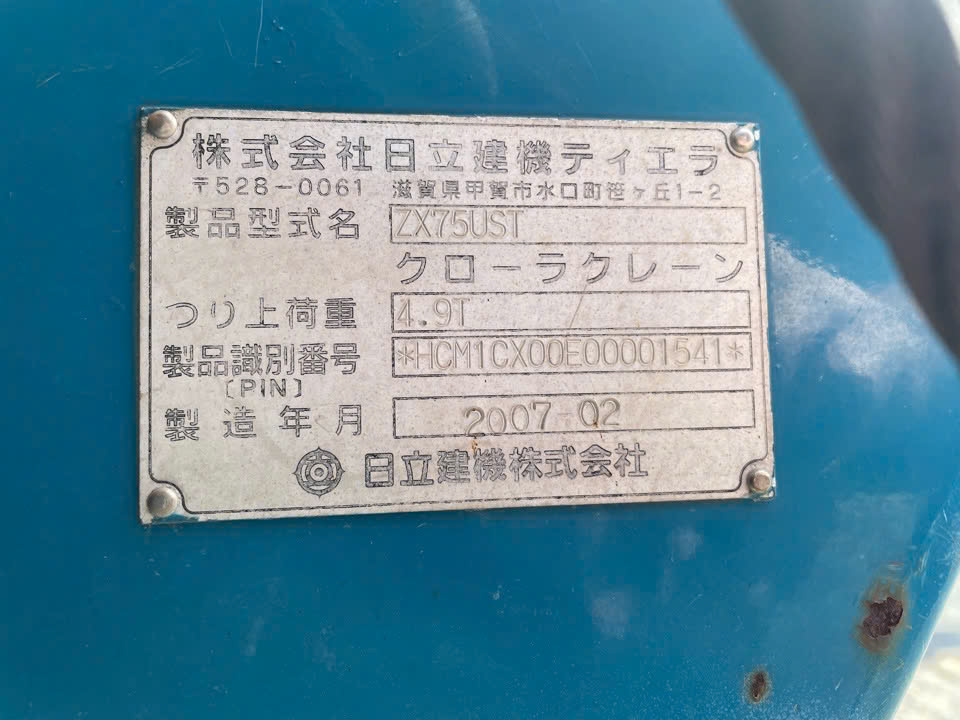 株式会社日立建機ティエラ
〒528-0061 滋賀県甲賀市水口町笹ヶ丘1-2
製品型式名 ZX75UST
クローラクレーン
つり上荷重 4.9T
製品識別番号 *HCM1CX00E00001541*
〔PIN〕
製造年月 2007-02
日立建機株式会社